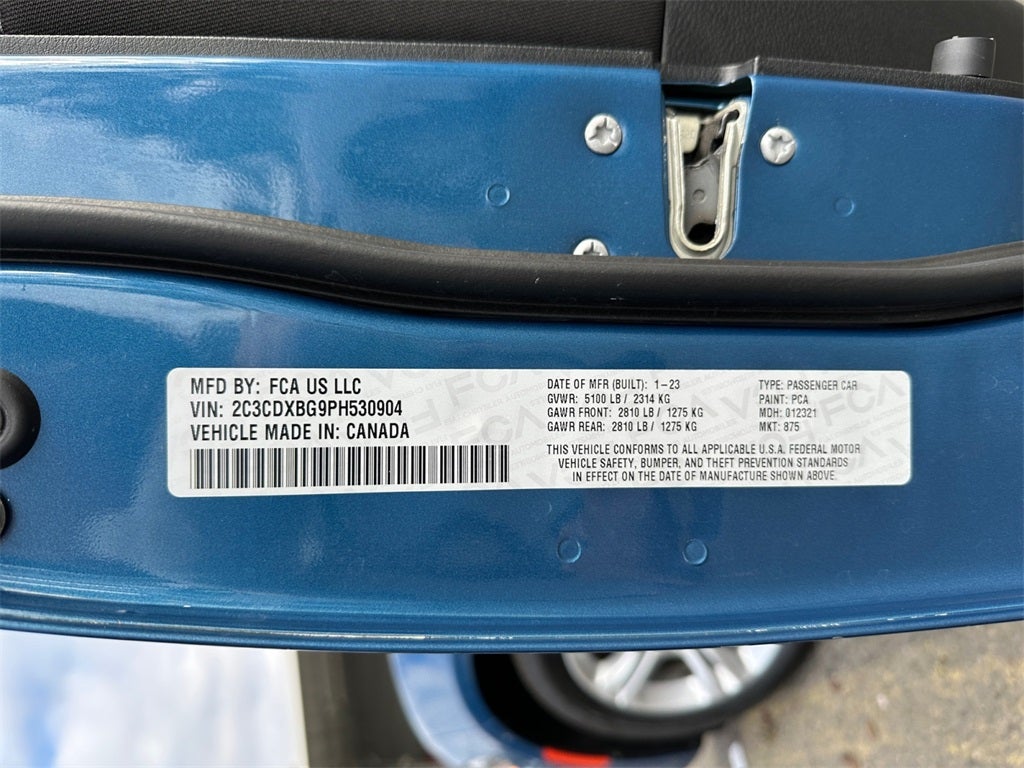 MFD BY: FCA US LLC
VIN: 2C3CDXBG9PH530904
VEHICLE MADE IN: CANADA
DATE OF MFR (BUILT): 1-23
GVWR: 5100 LB / 2314 KG
GAWR FRONT: 2810 LB / 1275 KG
GAWR REAR: 2810 LB / 1275 KG
TYPE: PASSENGER CAR
PAINT: PCA
MDH: 012321
MKT: 875
THIS VEHICLE CONFORMS TO ALL APPLICABLE U.S.A. FEDERAL MOTOR
VEHICLE SAFETY, BUMPER, AND THEFT PREVENTION STANDARDS
IN EFFECT ON THE DATE OF MANUFACTURE SHOWN ABOVE.